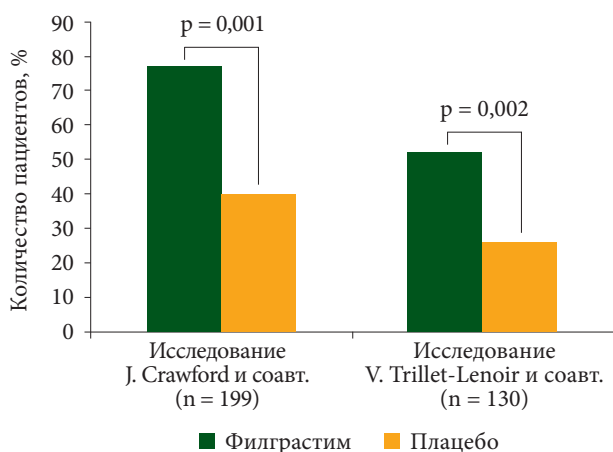 Количество пациентов, %
90
80
70
60
50
40
30
20
10
0
p = 0,001
p = 0,002
Исследование
J. Crawford и соавт.
(n = 199)
Исследование
V. Trillet-Lenoir и соавт.
(n = 130)
Филграстим
Плацебо